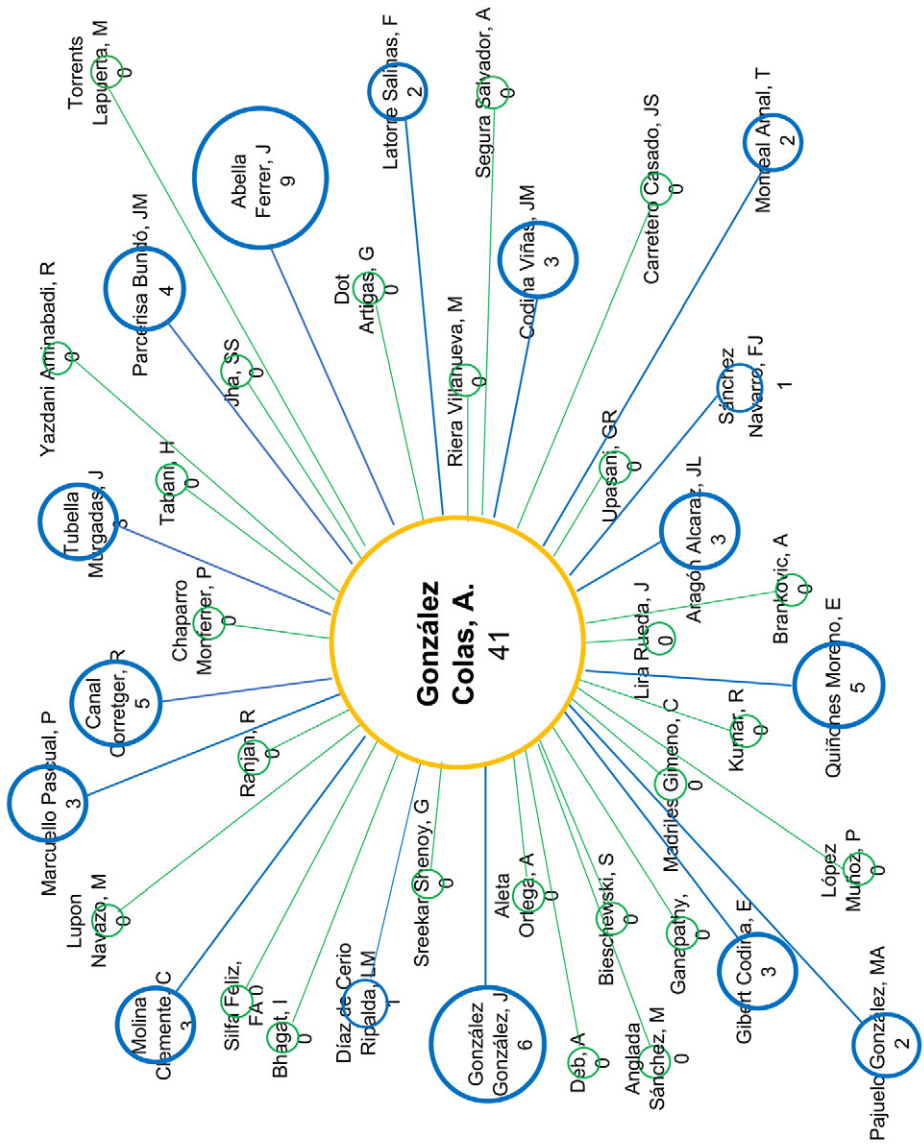 Torrents
Lapuerta, M
0
Yazdani Aminabadi, R
0
Marcuello Pascual, P
3
Lupon
Navazo, M
0
Molina
Clemente, C
3
Tubella
Murgadas, J
3
Canal
Corretger, R
5
Parcerisa Bundó, JM
4
Tabani, H
0
Chaparro
Monferrer, P
0
Jha, SS
0
Abella
Ferrer, J
9
Ranjan, R
0
Silfa Feliz,
FA 0
Bhagat, I
0
Díaz de Cerio
Ripalda, LM
1
Dot
Artigas, G
0
Latorre Salinas, F
2
Sreekar Shenoy, G
0
González
Colas, A.
41
Riera Villanueva, M
0
Segura Salvador, A
0
González
González, J
6
Aleta
Ortega, A
0
Codina Viñas, JM
3
Deb, A
0
Bieschewski, S
0
Anglada
Sánchez, M
0
Carretero Casado, JS
0
Upasani, GR
0
Lira Rueda, J
0
Madriles Gimeno, C
0
Ganapathy,
0
Aragón Alcaraz, JL
3
Sánchez
Navarro, FJ
1
Monreal Arnal, T
2
Kumar, R
0
Gibert Codina, E
3
Brankovic, A
0
Quiñones Moreno, E
5
López
Muñoz, P
0
Pajuelo González, MA
2